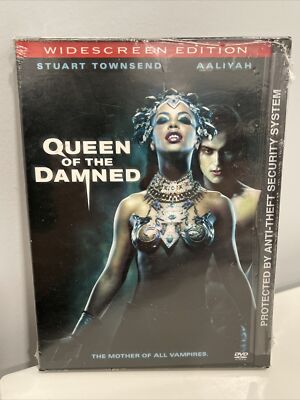 WIDESCREEN EDITION
STUART TOWNSEND AALIYAH
QUEEN
OF THE
DAMNED
THE MOTHER OF ALL VAMPIRES.
DVD
PROTECTED BY ANTI-THEFT SECURITY SYSTEM